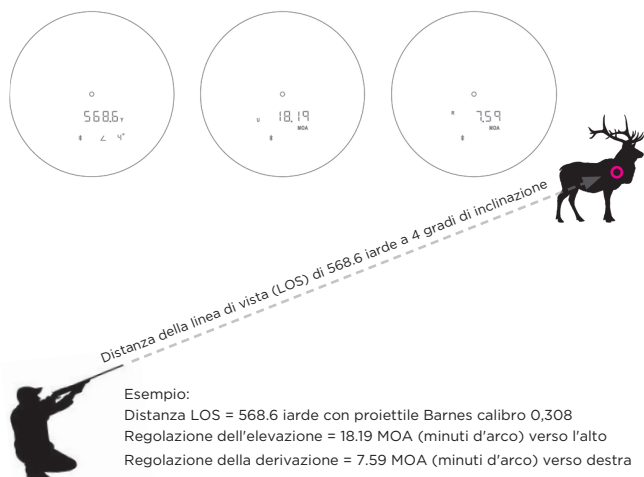 568.6 Y
∠ 4°
U 18.19
MOA
R 7.59
MOA
Distanza della linea di vista (LOS) di 568.6 iarde a 4 gradi di inclinazione
Esempio:
Distanza LOS = 568.6 iarde con proiettile Barnes calibro 0,308
Regolazione dell'elevazione = 18.19 MOA (minuti d'arco) verso l'alto
Regolazione della derivazione = 7.59 MOA (minuti d'arco) verso destra